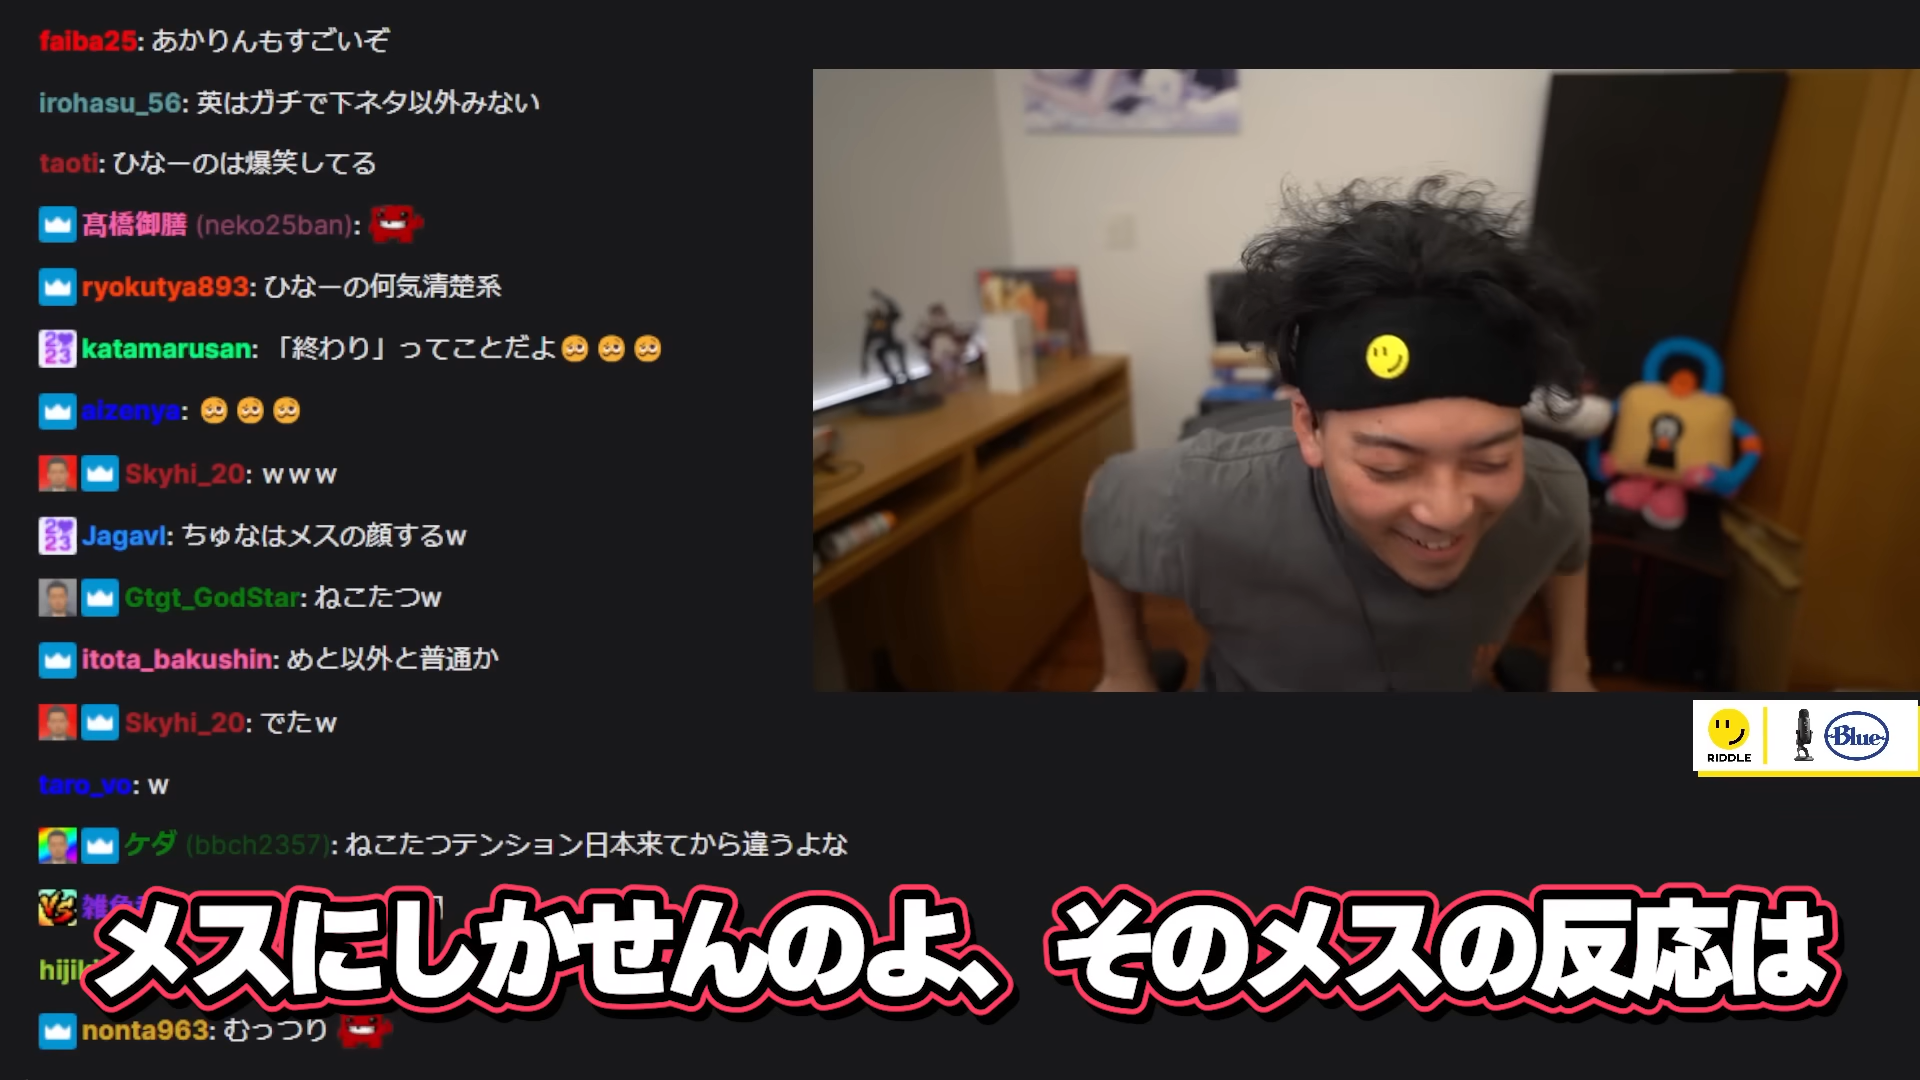 faiba25: あかりんもすごいぞ
irohasu_56: 英はガチで下ネタ以外みない
taoti: ひなーのは爆笑してる
髙橋御膳 (neko25ban):
ryokutya893: ひなーの何気清楚系
katamarusan: 「終わり」ってことだよ🥺🥺🥺
aizenya: 🥺🥺🥺
Skyhi_20: ｗｗｗ
Jagavl: ちゅなはメスの顔するw
Gtgt_GodStar: ねこたつw
itota_bakushin: めと以外と普通か
Skyhi_20: でたｗ
taro_vo: w
ケダ (bbch2357): ねこたつテンション日本来てから違うよな
メスにしかせんのよ、そのメスの反応は
nonta963: むっつり
RIDDLE
Blue